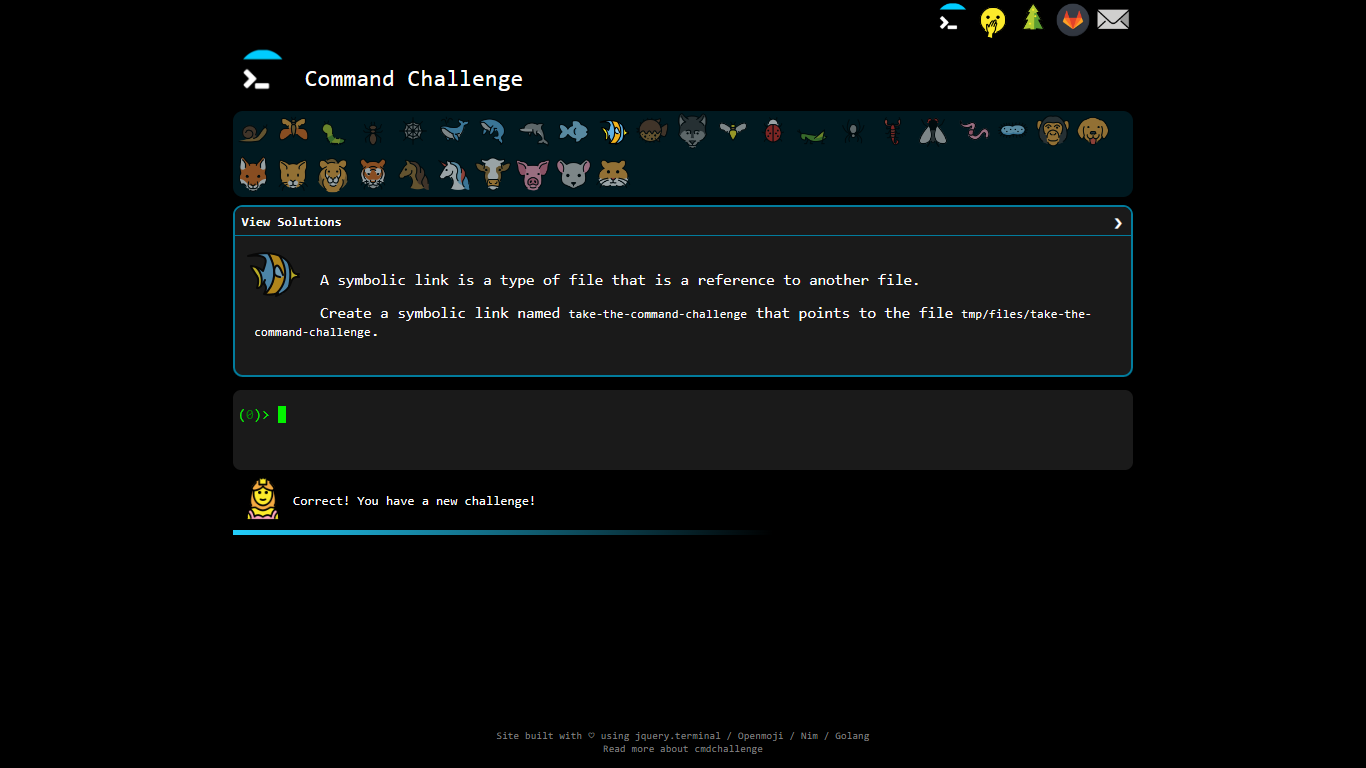 Command Challenge
View Solutions
A symbolic link is a type of file that is a reference to another file.
Create a symbolic link named take-the-command-challenge that points to the file tmp/files/take-the-
command-challenge.
(0)>
Correct! You have a new challenge!
Site built with ♡ using jquery.terminal / Openmoji / Nim / Golang
Read more about cmdchallenge